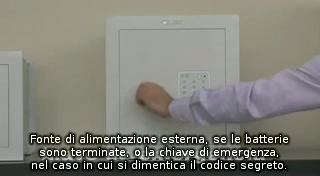 Fonte di alimentazione esterna, se le batterie
sono terminate, o la chiave di emergenza,
nel caso in cui si dimentica il codice segreto.